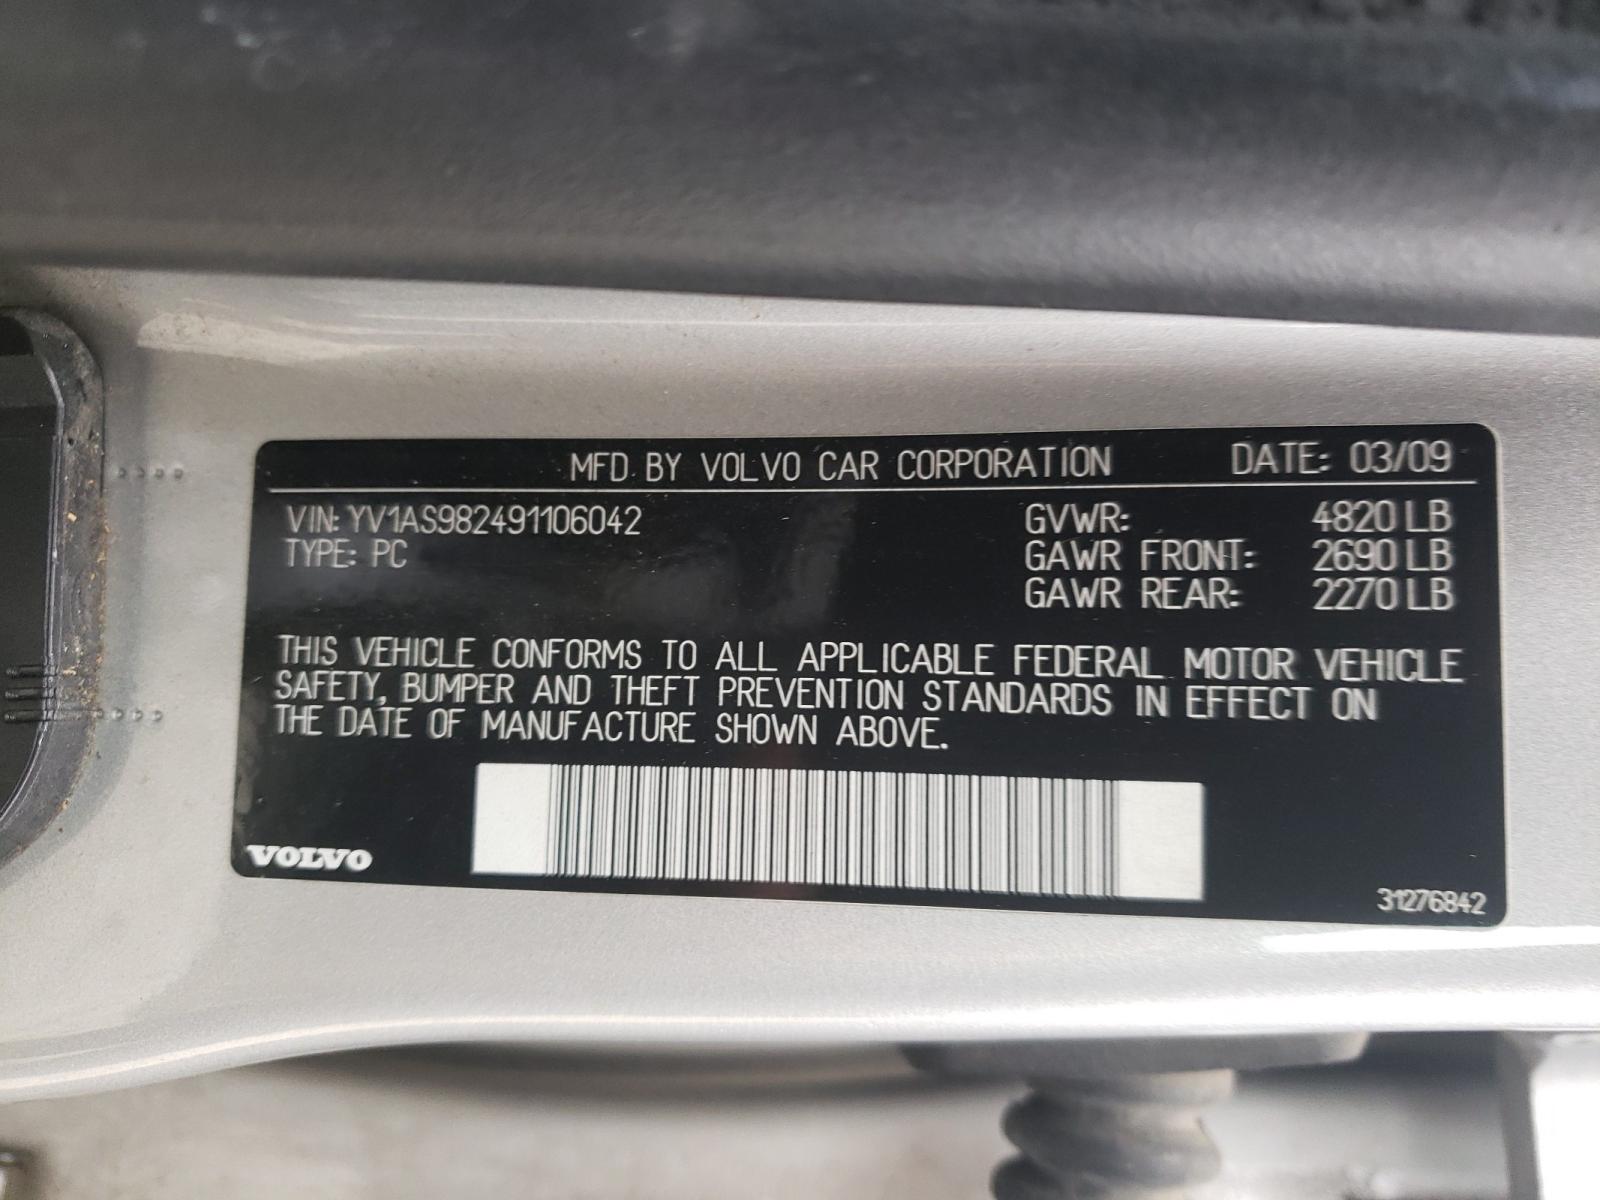 MFD. BY VOLVO CAR CORPORATION DATE: 03/09
VIN: YV1AS982491106042 GVWR: 4820 LB
TYPE: PC GAWR FRONT: 2690 LB
GAWR REAR: 2270 LB
THIS VEHICLE CONFORMS TO ALL APPLICABLE FEDERAL MOTOR VEHICLE
SAFETY, BUMPER AND THEFT PREVENTION STANDARDS IN EFFECT ON
THE DATE OF MANUFACTURE SHOWN ABOVE.
VOLVO
31276842